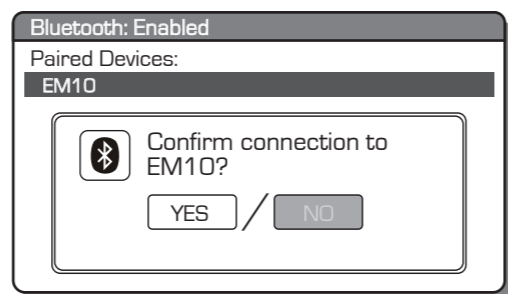 Bluetooth: Enabled
Paired Devices:
EM10
Confirm connection to
EM10?
YES / NO